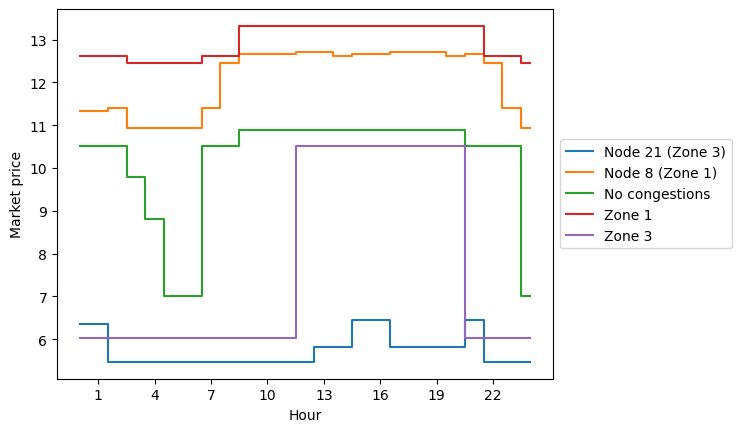 Market price
13
12
11
10
9
8
7
6
1 4 7 10 13 16 19 22
Hour
Node 21 (Zone 3)
Node 8 (Zone 1)
No congestions
Zone 1
Zone 3